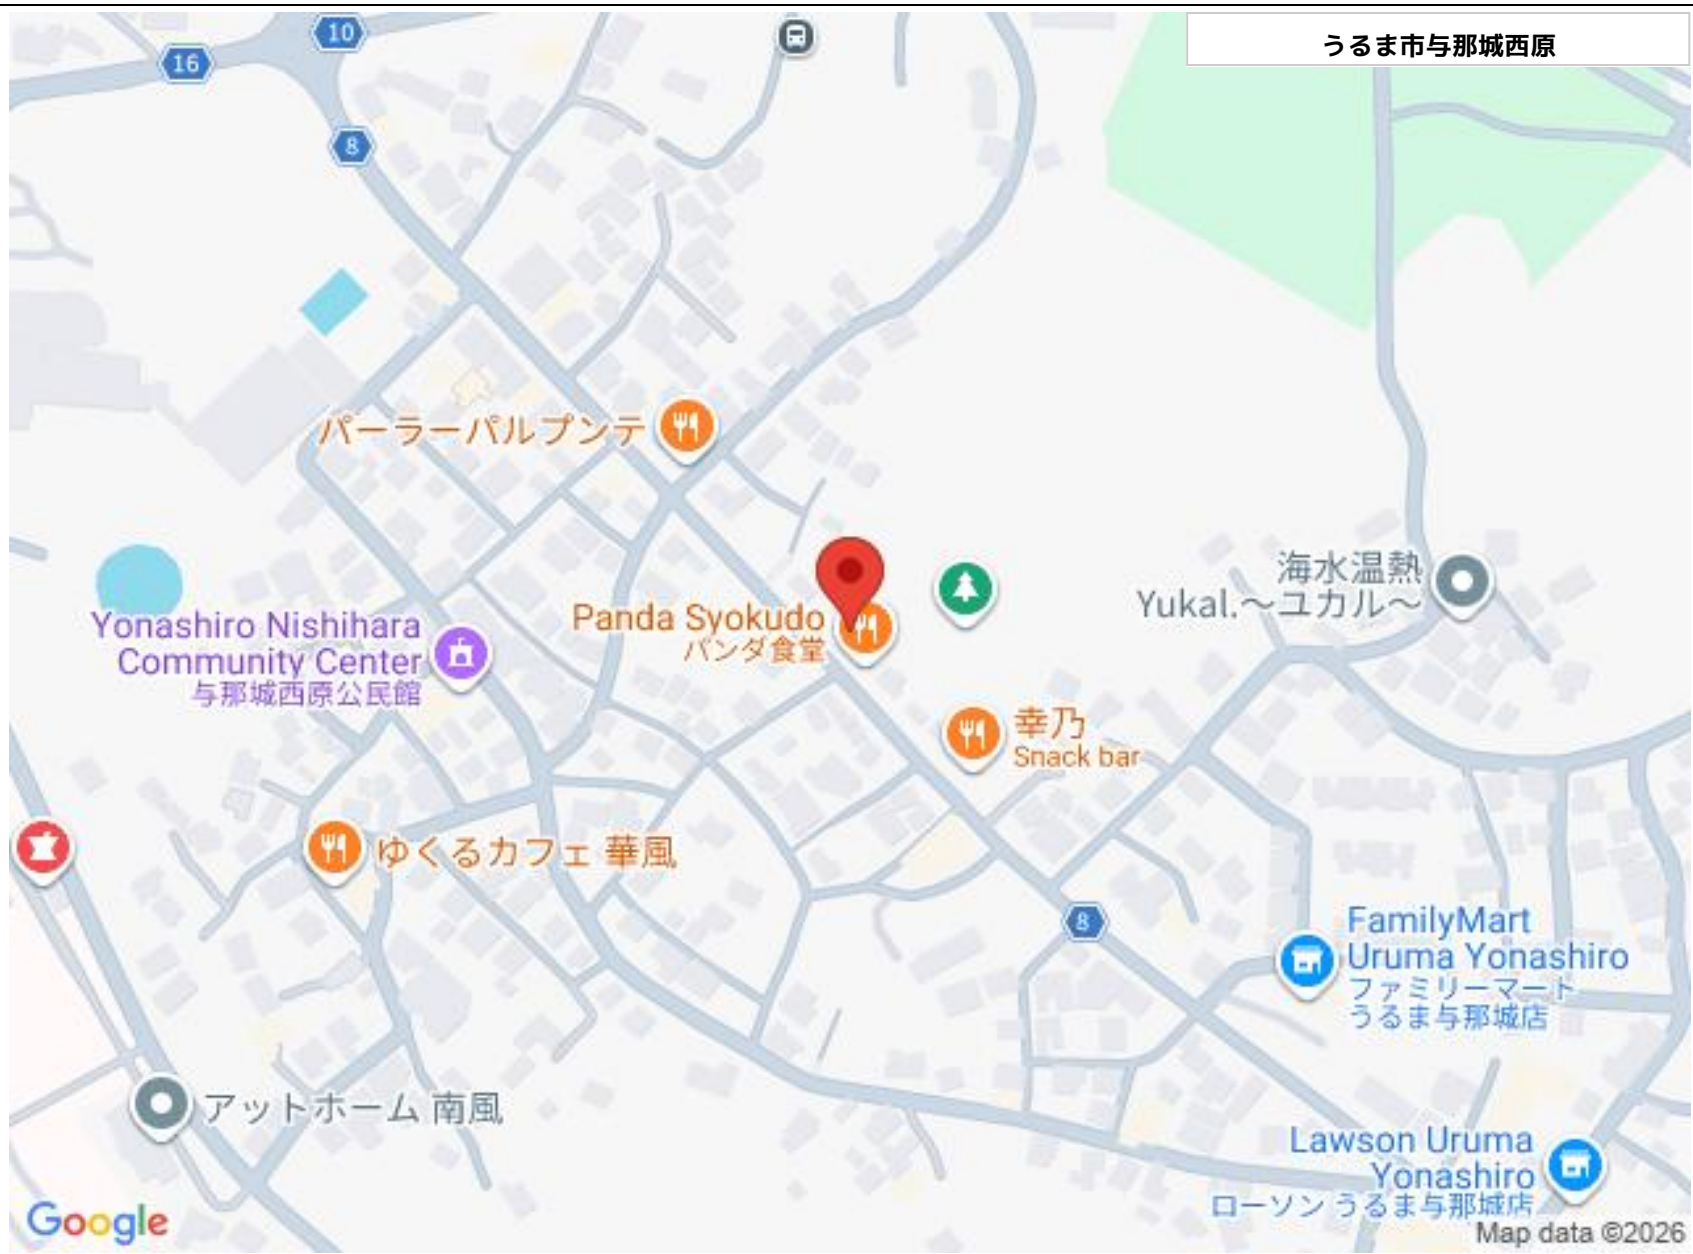 うるま市与那城西原
10
16
8
パーラーパルプンテ
海水温熱
Yukal.〜ユカル〜
Panda Syokudo
パンダ食堂
Yonashiro Nishihara
Community Center
与那城西原公民館
幸乃
Snack bar
ゆくるカフェ 華風
8
FamilyMart
Uruma Yonashiro
ファミリーマート
うるま与那城店
アットホーム 南風
Lawson Uruma
Yonashiro
ローソン うるま与那城店
Google
Map data ©2026